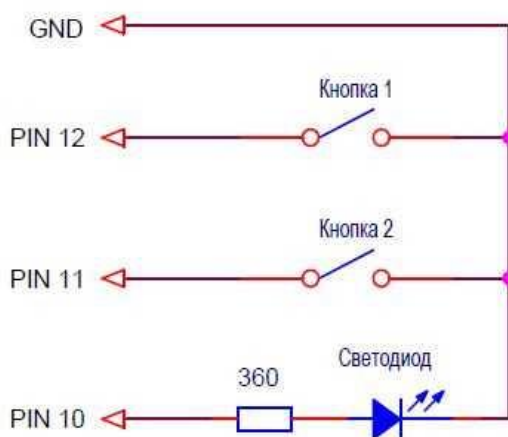 GND
Кнопка 1
PIN 12
Кнопка 2
PIN 11
Светодиод
360
PIN 10